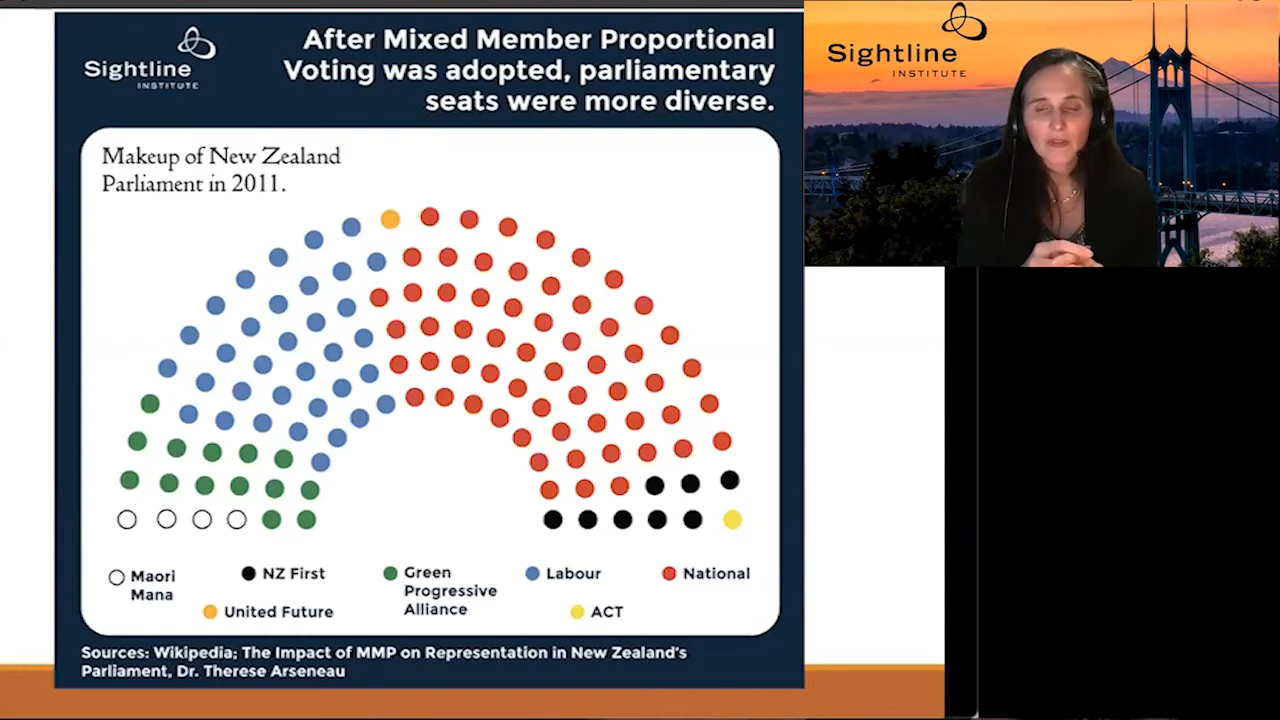 Sightline
INSTITUTE
After Mixed Member Proportional
Voting was adopted, parliamentary
seats were more diverse.
Makeup of New Zealand
Parliament in 2011.
Maori
Mana
NZ First
Green
Progressive
Alliance
Labour
National
United Future
ACT
Sources: Wikipedia; The Impact of MMP on Representation in New Zealand's
Parliament, Dr. Therese Arseneau
Sightline
INSTITUTE